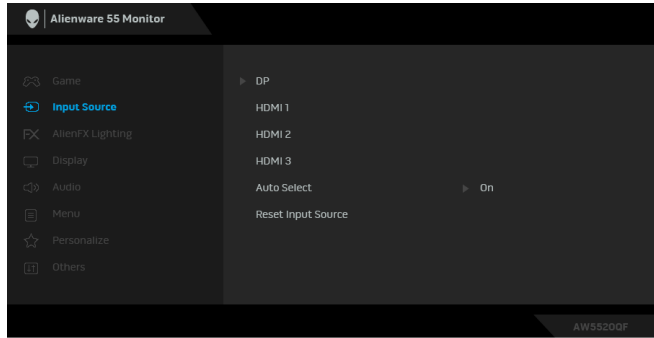 Alienware 55 Monitor
Game
DP
Input Source
HDMI 1
AlienFX Lighting
HDMI 2
Display
HDMI 3
Audio
Auto Select
On
Menu
Reset Input Source
Personalize
Others
AW5520QF